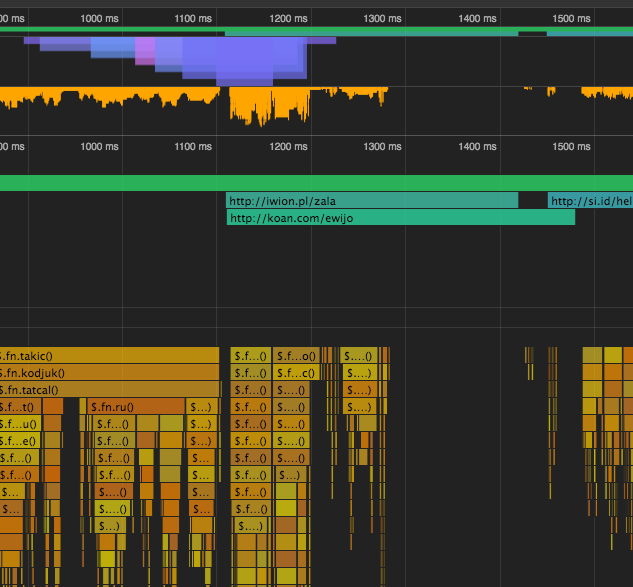 00 ms 1000 ms 1100 ms 1200 ms 1300 ms 1400 ms 1500 ms
00 ms 1000 ms 1100 ms 1200 ms 1300 ms 1400 ms 1500 ms
http://iwion.pl/zala http://si.id/hel
http://koan.com/ewijo
$.fn.takic() $.f...() $.f...o() $....()
$.fn.kodjuk() $.f...() $.f...c() $....)
$.fn.tatcal() $.f...() $....() $....)
$.f...t() $.fn.ru() $...) $.f...() $....() $...)
$.f...u() $.f...() $...) $.f...() $....()
$.f...e() $.f...() $...) $.f...() $....()
$.f...() $.f...() $... $.f...() $....()
$.f...() $.f...() $... $.f...() $...)
$... $....() $... $.f...()
$... $....() $... $.f...()
$....) $....)